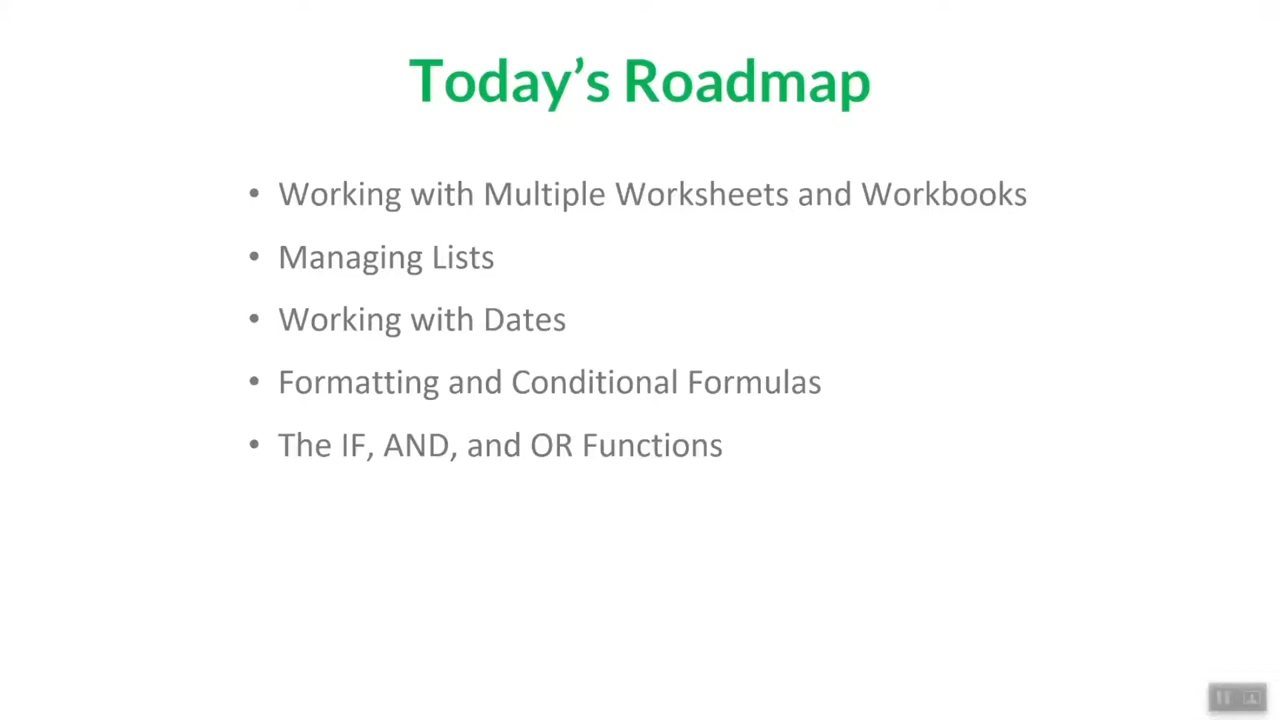 Today’s Roadmap
• Working with Multiple Worksheets and Workbooks
• Managing Lists
• Working with Dates
• Formatting and Conditional Formulas
• The IF, AND, and OR Functions